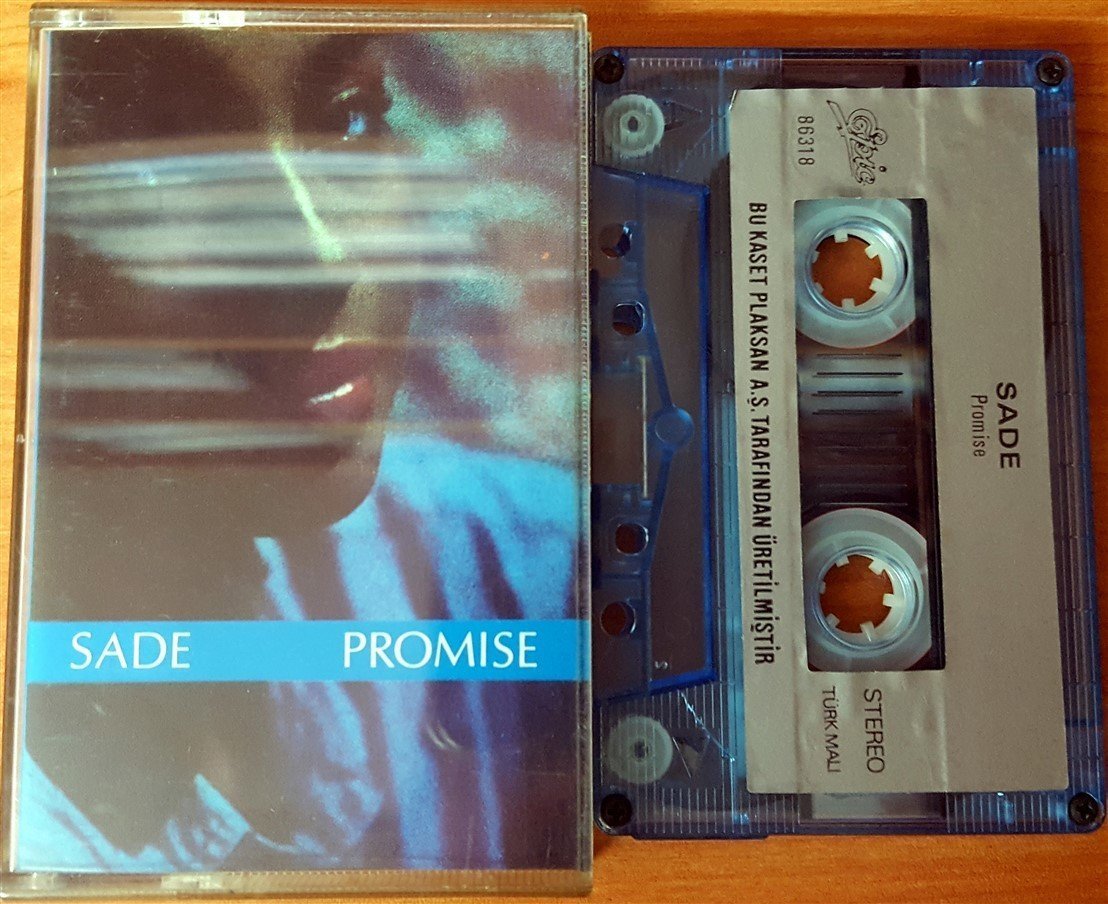 SADE PROMISE
Epic
86318
BU KASET PLAKSAN A.Ş. TARAFINDAN ÜRETİLMİŞTİR
SADE
Promise
STEREO
TÜRK MALI
S